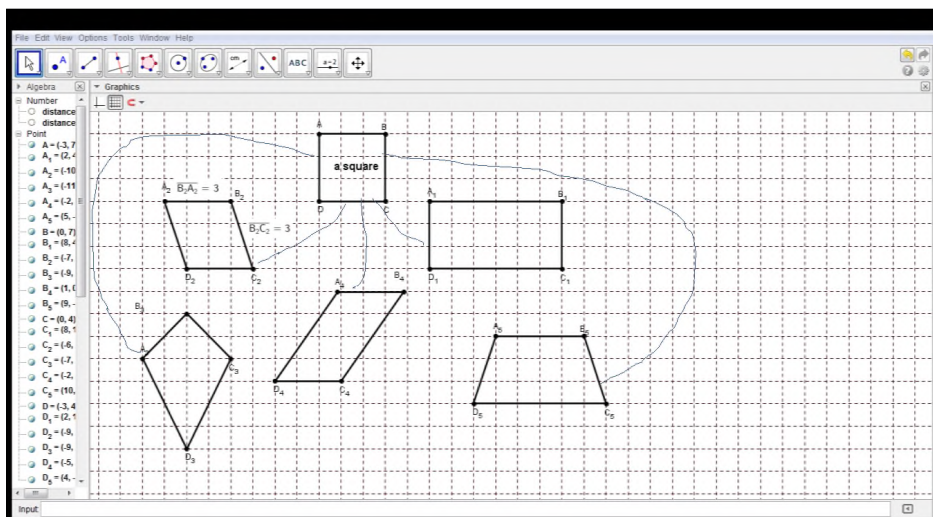 File Edit View Options Tools Window Help
A
cm
ABC
a=2
Algebra
Graphics
Number
distance
distance
Point
A = (-3, 7
A₁ = (2, 4
A₂ = (-10
A₃ = (-11
A₄ = (-2,
A₅ = (5, -
B = (0, 7)
B₁ = (8, 4
B₂ = (-7,
B₃ = (-9,
B₄ = (1, 0
B₅ = (9, -
C = (0, 4)
C₁ = (8, 1
C₂ = (-6,
C₃ = (-7,
C₄ = (-2,
C₅ = (10,
D = (-3, 4
D₁ = (2, 1
D₂ = (-9,
D₃ = (-9,
D₄ = (-5,
D₅ = (4, -
A B
a square
D C
A₂ B₂A₂ = 3 B₂
A₁ B₁
B₂C₂ = 3
D₂ C₂
D₁ C₁
A₄ B₄
B₃
A₅ B₅
C₃
D₄ C₄
D₅ C₅
D₃
Input